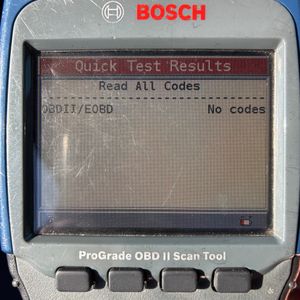 BOSCH
Quick Test Results
Read All Codes
OBDII/EOBD No codes
ProGrade OBD II Scan Tool